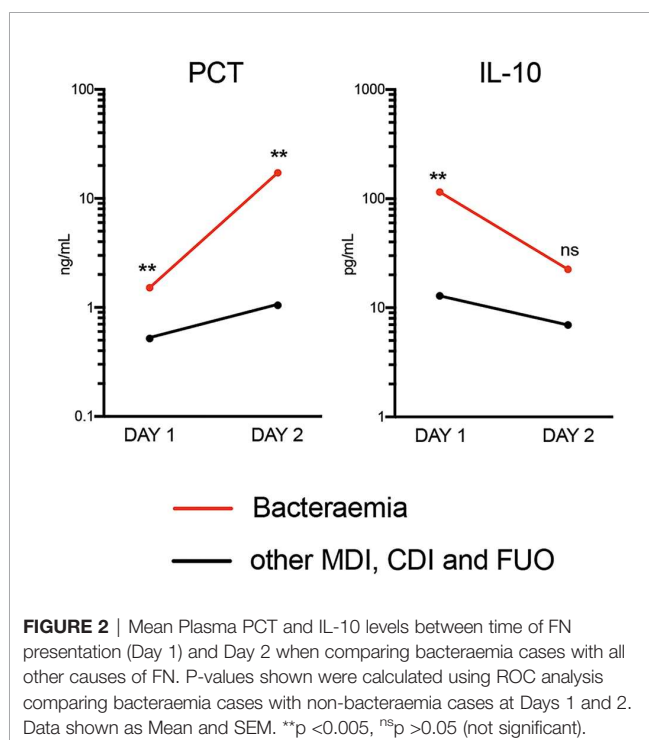 PCT
IL-10
100
10
1
0.1
ng/mL
**
**
DAY 1
DAY 2
1000
100
10
1
pg/mL
**
ns
DAY 1
DAY 2
Bacteraemia
other MDI, CDI and FUO
FIGURE 2 | Mean Plasma PCT and IL-10 levels between time of FN
presentation (Day 1) and Day 2 when comparing bacteraemia cases with all
other causes of FN. P-values shown were calculated using ROC analysis
comparing bacteraemia cases with non-bacteraemia cases at Days 1 and 2.
Data shown as Mean and SEM. **p <0.005, nsp >0.05 (not significant).